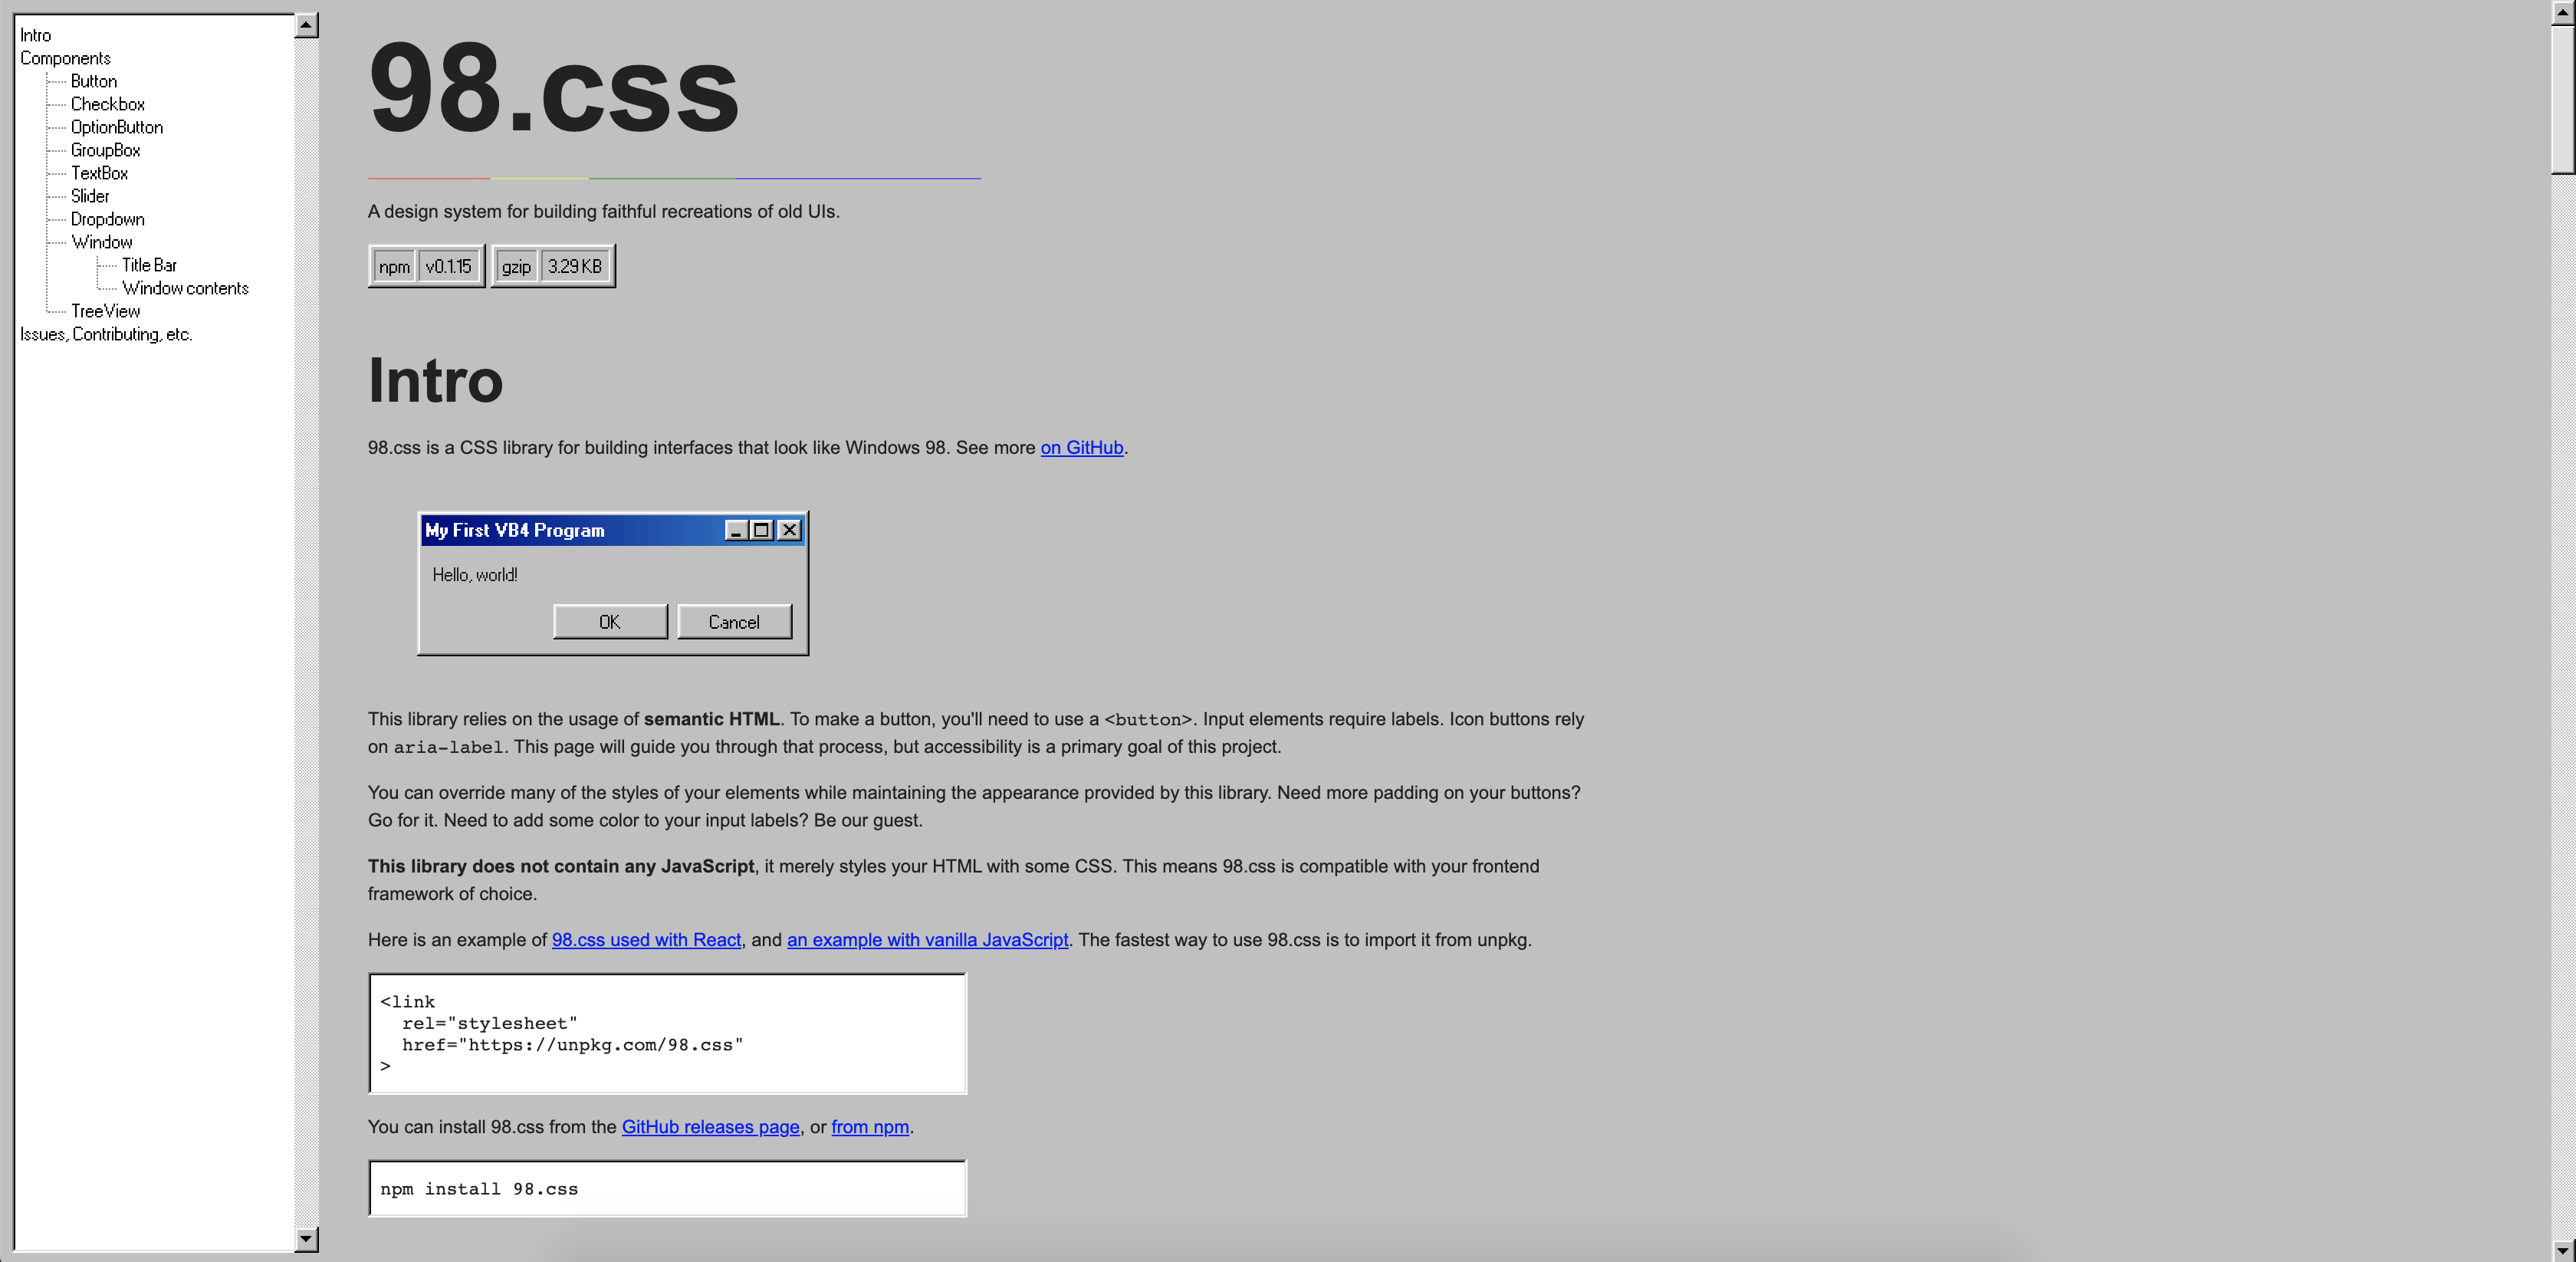 Intro
Components
Button
Checkbox
OptionButton
GroupBox
TextBox
Slider
Dropdown
Window
Title Bar
Window contents
TreeView
Issues, Contributing, etc.
98.css
A design system for building faithful recreations of old UIs.
npm v0.1.15 gzip 3.29 KB
Intro
98.css is a CSS library for building interfaces that look like Windows 98. See more on GitHub.
My First VB4 Program
Hello, world!
OK Cancel
This library relies on the usage of semantic HTML. To make a button, you'll need to use a <button>. Input elements require labels. Icon buttons rely
on aria-label. This page will guide you through that process, but accessibility is a primary goal of this project.
You can override many of the styles of your elements while maintaining the appearance provided by this library. Need more padding on your buttons?
Go for it. Need to add some color to your input labels? Be our guest.
This library does not contain any JavaScript, it merely styles your HTML with some CSS. This means 98.css is compatible with your frontend
framework of choice.
Here is an example of 98.css used with React, and an example with vanilla JavaScript. The fastest way to use 98.css is to import it from unpkg.
<link
  rel="stylesheet"
  href="https://unpkg.com/98.css"
>
You can install 98.css from the GitHub releases page, or from npm.
npm install 98.css